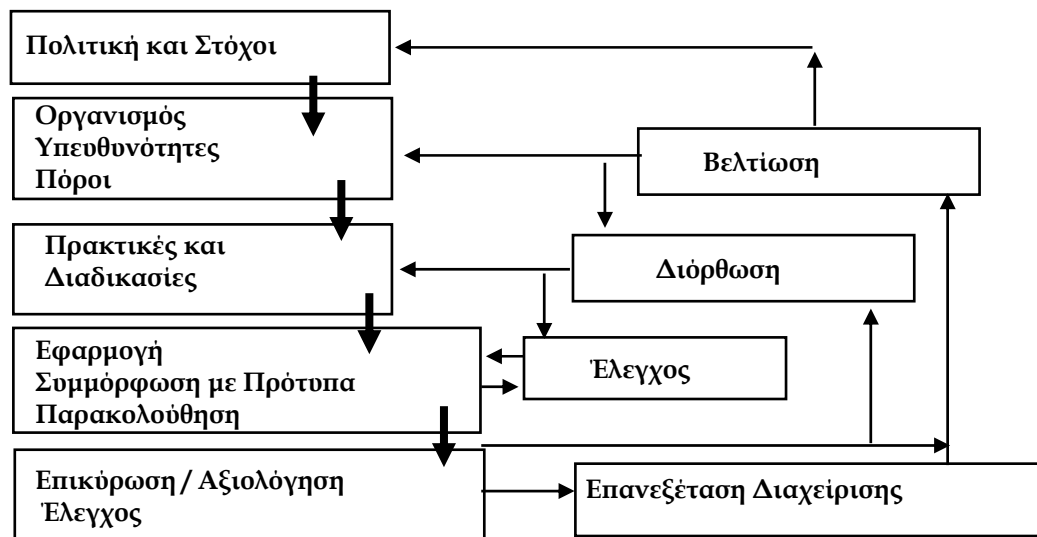 Πολιτική και Στόχοι
Οργανισμός
Υπευθυνότητες
Πόροι
Βελτίωση
Πρακτικές και
Διαδικασίες
Διόρθωση
Εφαρμογή
Συμμόρφωση με Πρότυπα
Παρακολούθηση
Έλεγχος
Επικύρωση / Αξιολόγηση
Έλεγχος
Επανεξέταση Διαχείρισης